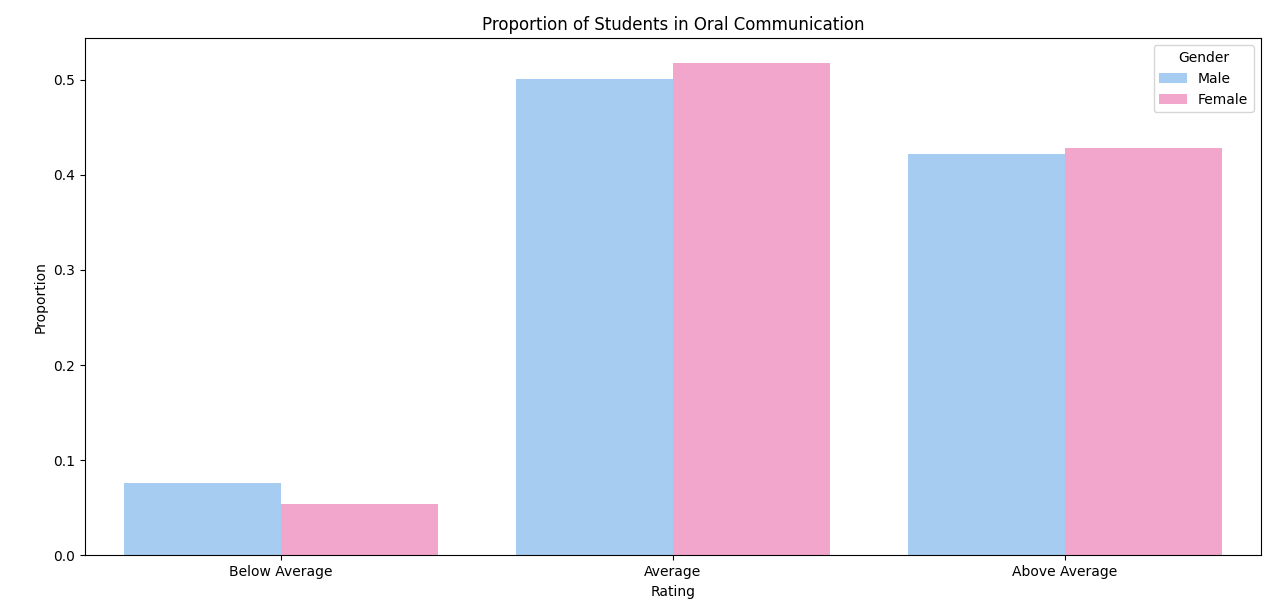 Proportion of Students in Oral Communication
Gender
Male
Female
Proportion
0.5
0.4
0.3
0.2
0.1
0.0
Below Average
Average
Above Average
Rating